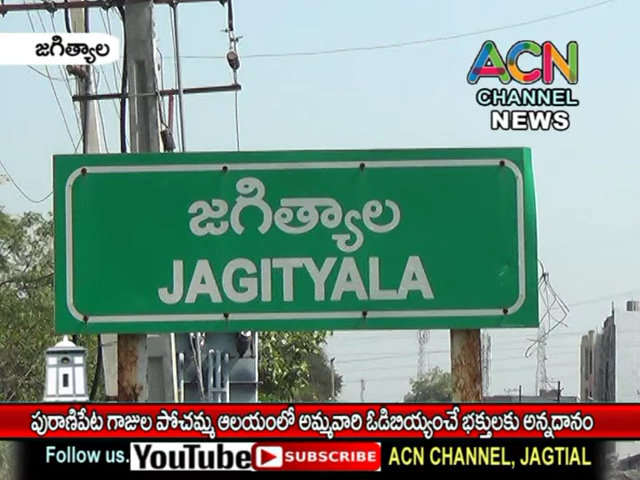 జగిత్యాల
ACN
CHANNEL
NEWS
జగిత్యాల
JAGITYALA
పురాణిపేట గాజుల పోచమ్మ ఆలయంలో అమ్మవారి ఓడిబియ్యంచే భక్తులకు అన్నదానం
Follow us. YouTube SUBSCRIBE ACN CHANNEL, JAGTIAL